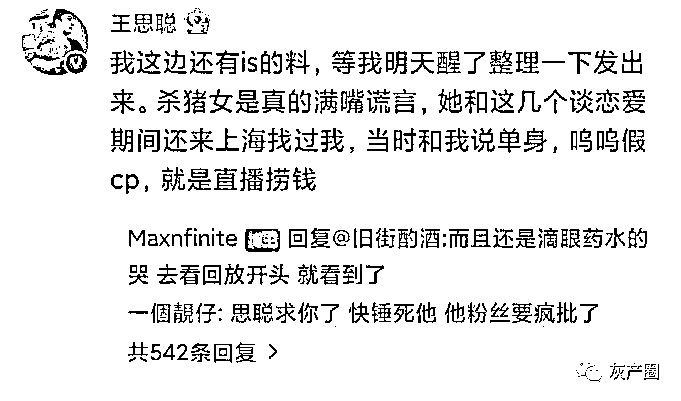 王思聪
我这边还有is的料，等我明天醒了整理一下发出
来。杀猪女是真的满嘴谎言，她和这几个谈恋爱
期间还来上海找过我，当时和我说单身，呜呜假
cp，就是直播捞钱
Maxnfinite 回复@旧街酌酒:而且还是滴眼药水的
哭 去看回放开头 就看到了
一個靚仔: 思聪求你了 快锤死他 他粉丝要疯批了
共542条回复 >
灰产圈